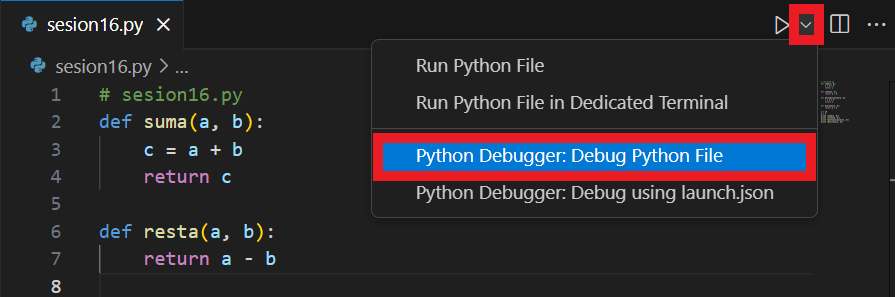 sesion16.py
sesion16.py > ...
1 # sesion16.py
2 def suma(a, b):
3 c = a + b
4 return c
5
6 def resta(a, b):
7 return a - b
8
Run Python File
Run Python File in Dedicated Terminal
Python Debugger: Debug Python File
Python Debugger: Debug using launch.json